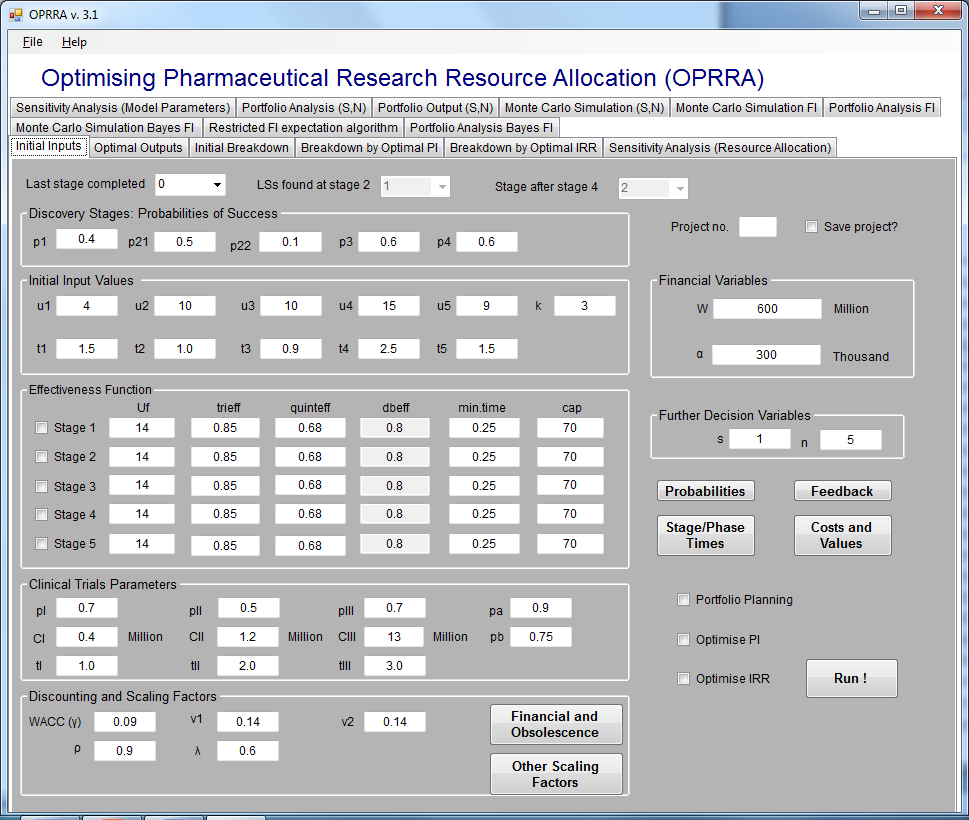 OPRRA v. 3.1
File Help
Optimising Pharmaceutical Research Resource Allocation (OPRRA)
Sensitivity Analysis (Model Parameters) Portfolio Analysis (S,N) Portfolio Output (S,N) Monte Carlo Simulation (S,N) Monte Carlo Simulation FI Portfolio Analysis FI
Monte Carlo Simulation Bayes FI Restricted FI expectation algorithm Portfolio Analysis Bayes FI
Initial Inputs Optimal Outputs Initial Breakdown Breakdown by Optimal PI Breakdown by Optimal IRR Sensitivity Analysis (Resource Allocation)
Last stage completed 0 LSs found at stage 2 1 Stage after stage 4 2
Discovery Stages: Probabilities of Success
p1 0.4 p21 0.5 p22 0.1 p3 0.6 p4 0.6
Project no. Save project?
Initial Input Values
u1 4 u2 10 u3 10 u4 15 u5 9 k 3
t1 1.5 t2 1.0 t3 0.9 t4 2.5 t5 1.5
Financial Variables
W 600 Million
α 300 Thousand
Effectiveness Function
Uf trieff quinteff dbeff min.time cap
Stage 1 14 0.85 0.68 0.8 0.25 70
Stage 2 14 0.85 0.68 0.8 0.25 70
Stage 3 14 0.85 0.68 0.8 0.25 70
Stage 4 14 0.85 0.68 0.8 0.25 70
Stage 5 14 0.85 0.68 0.8 0.25 70
Further Decision Variables
s 1 n 5
Probabilities Feedback
Stage/Phase
Times
Costs and
Values
Clinical Trials Parameters
pI 0.7 pII 0.5 pIII 0.7 pa 0.9
CI 0.4 Million CII 1.2 Million CIII 13 Million pb 0.75
tI 1.0 tII 2.0 tIII 3.0
Portfolio Planning
Optimise PI
Optimise IRR
Run !
Discounting and Scaling Factors
WACC (γ) 0.09 v1 0.14 v2 0.14
ρ 0.9 λ 0.6
Financial and
Obsolescence
Other Scaling
Factors